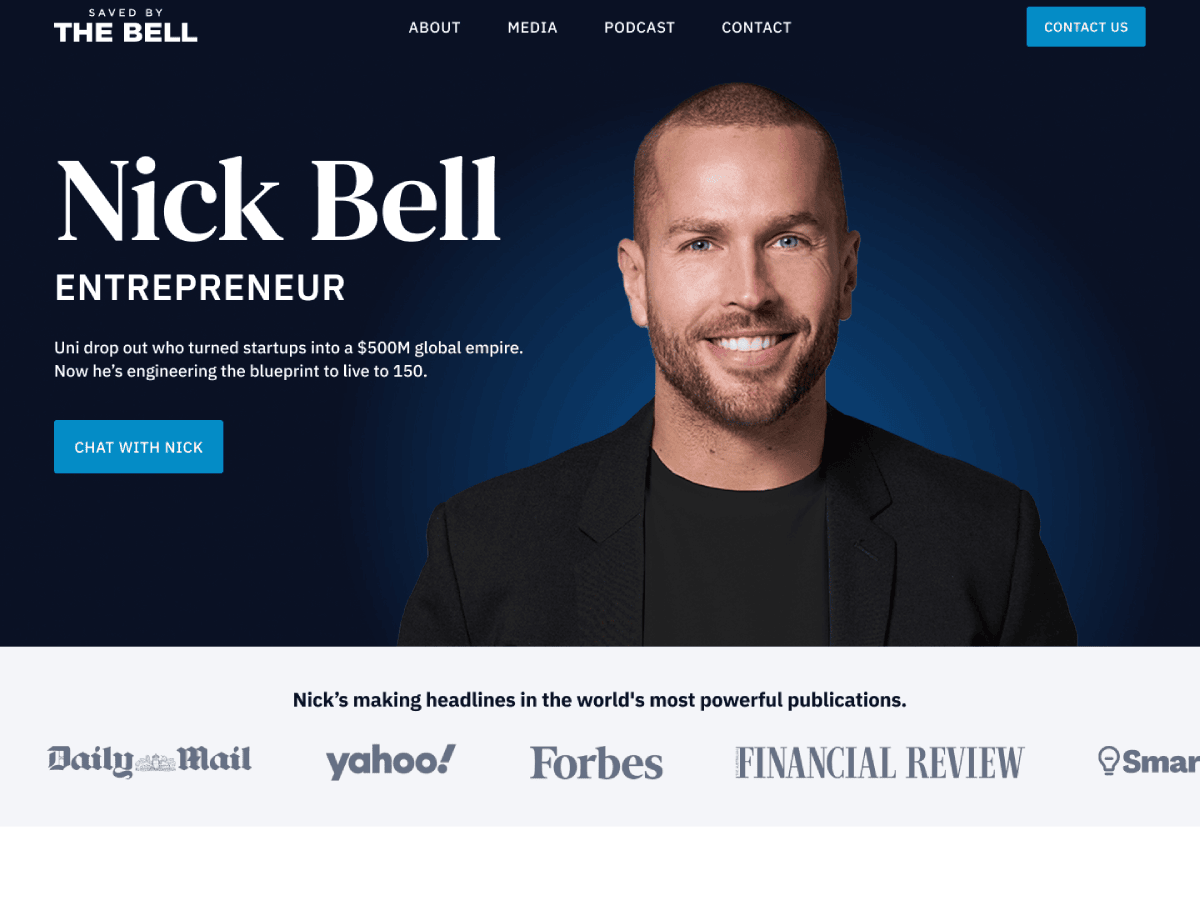 SAVED BY
THE BELL
ABOUT
MEDIA
PODCAST
CONTACT
CONTACT US
Nick Bell
ENTREPRENEUR
Uni drop out who turned startups into a $500M global empire.
Now he’s engineering the blueprint to live to 150.
CHAT WITH NICK
Nick’s making headlines in the world's most powerful publications.
Daily Mail
yahoo!
Forbes
FINANCIAL REVIEW
Smar